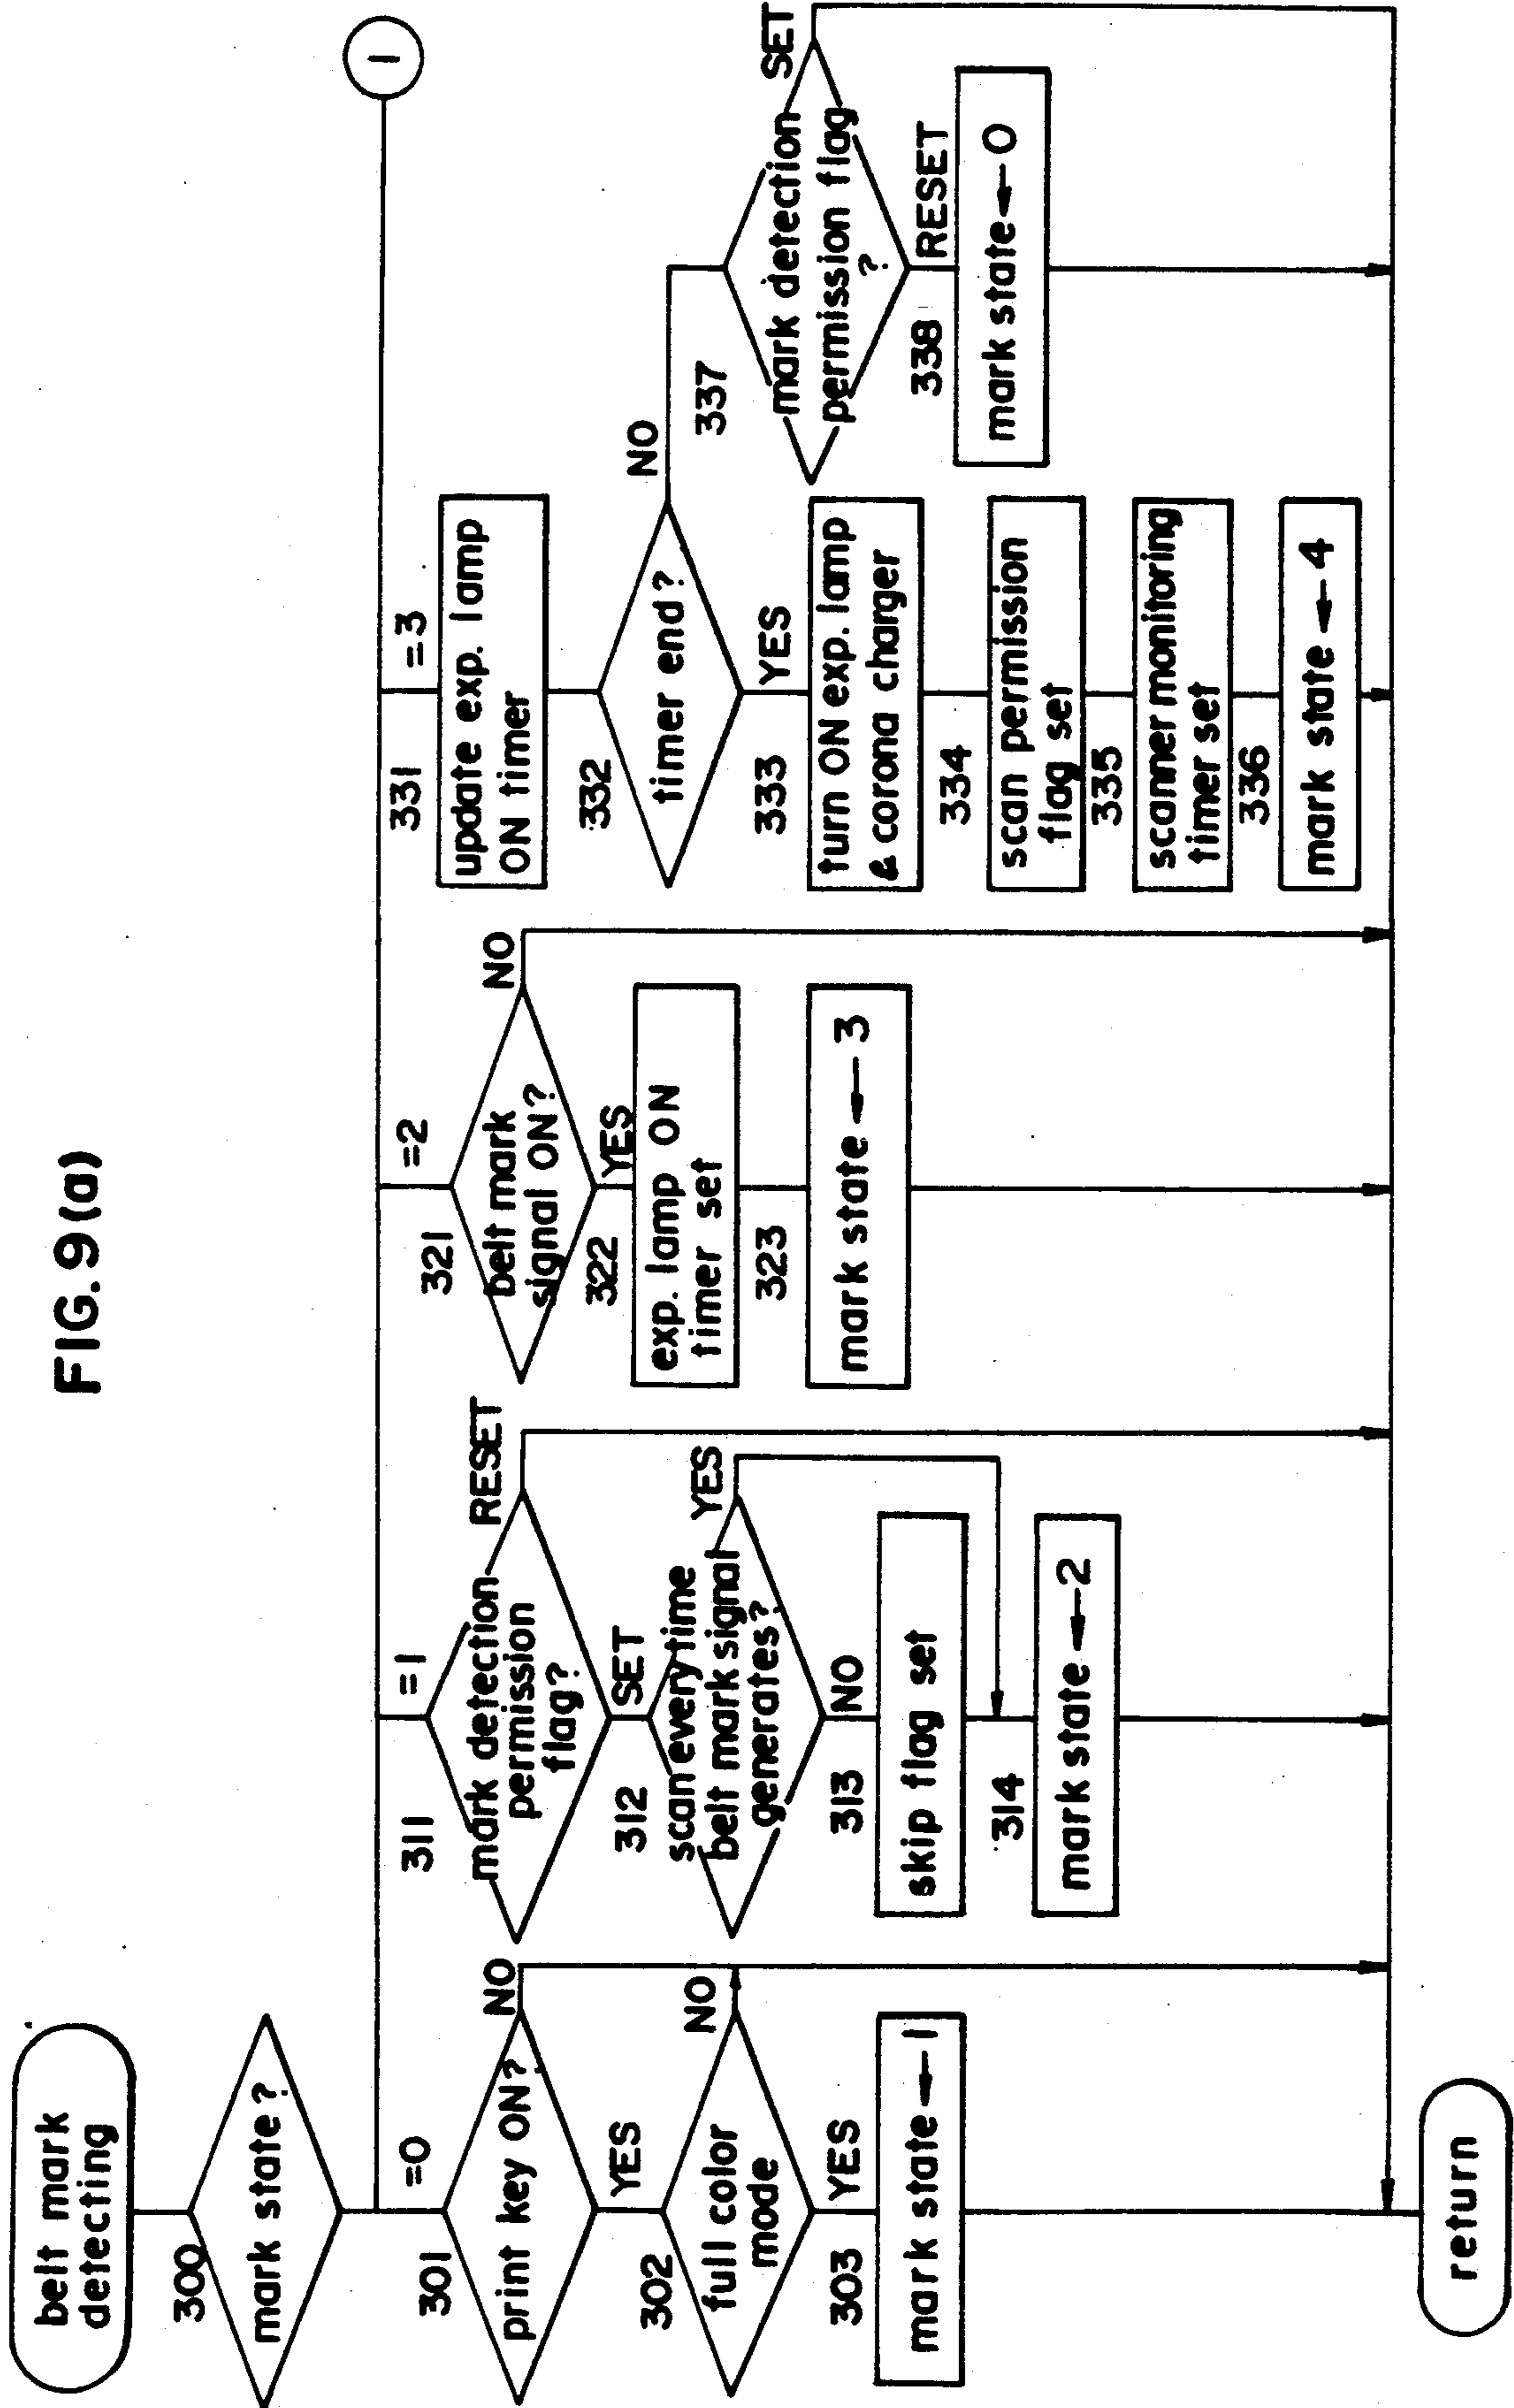 FIG. 9(a)
belt mark
detecting
300
mark state?
=0
301
print key ON?
NO
YES
302
full color
mode
NO
YES
303
mark state←1
return
=1
311
mark detection
permission
flag?
RESET
SET
312
scan every time
belt mark signal
generates?
YES
NO
313
skip flag set
314
mark state←2
=2
321
belt mark
signal ON?
NO
YES
322
exp. lamp ON
timer set
323
mark state←3
=3
331
update exp. lamp
ON timer
332
timer end?
NO
YES
333
turn ON exp. lamp
& corona charger
334
scan permission
flag set
335
scanner monitoring
timer set
336
mark state←4
337
mark detection
permission flag
?
SET
RESET
338
mark state←0
1